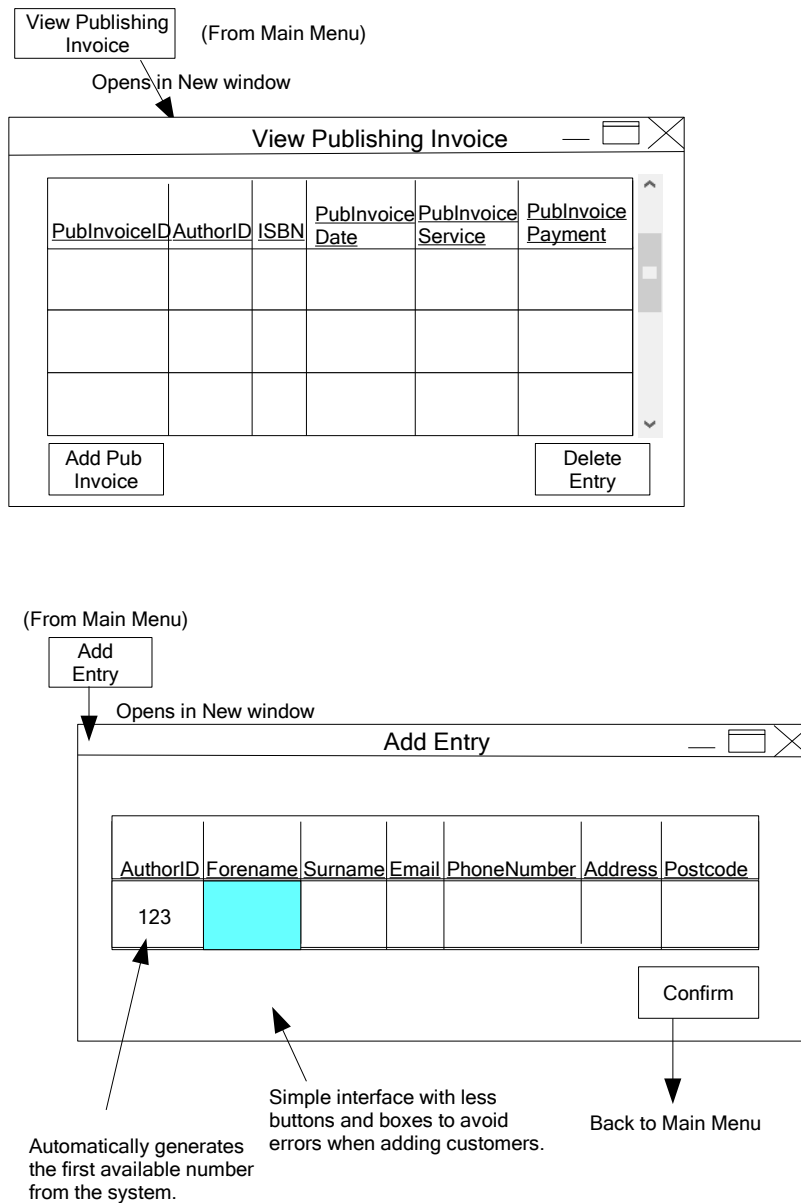 View Publishing
Invoice
(From Main Menu)
Opens in New window
View Publishing Invoice
PubInvoiceID AuthorID ISBN PubInvoice Date PubInvoice Service PubInvoice Payment
Add Pub
Invoice
Delete
Entry
(From Main Menu)
Add
Entry
Opens in New window
Add Entry
AuthorID Forename Surname Email PhoneNumber Address Postcode
123
Confirm
Simple interface with less
buttons and boxes to avoid
errors when adding customers.
Back to Main Menu
Automatically generates
the first available number
from the system.